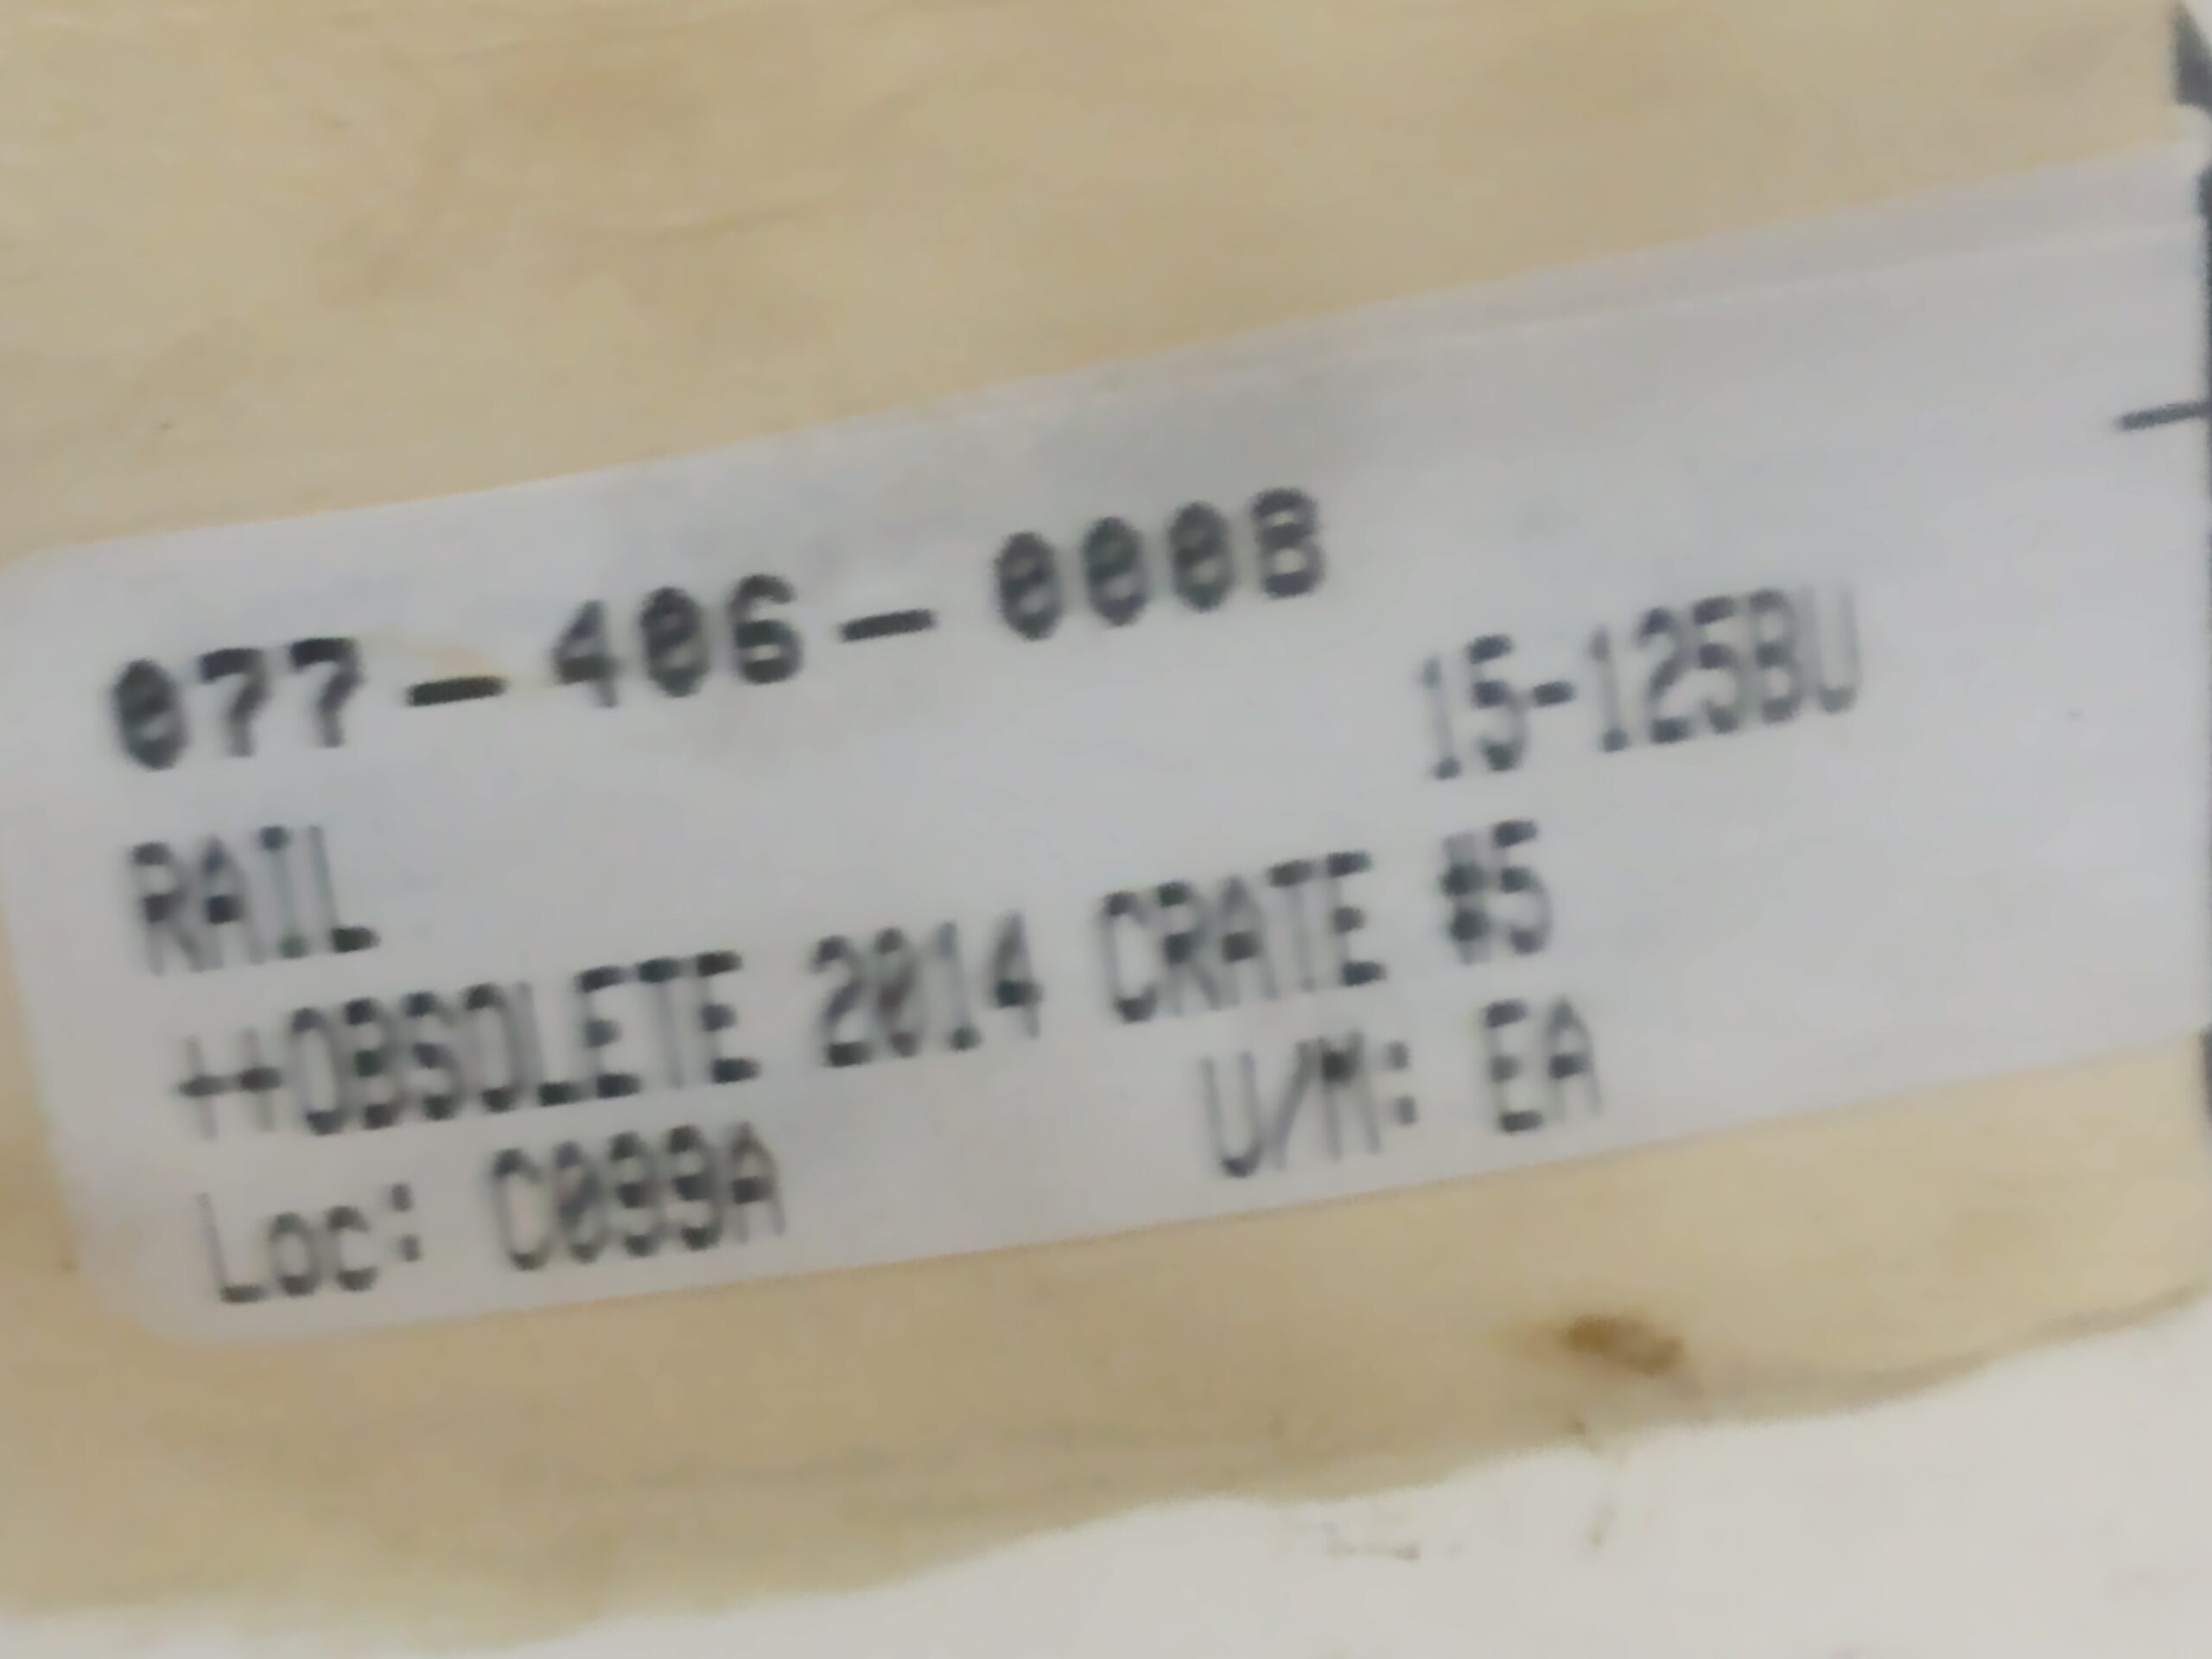 077-406-000B
15-125BU
RAIL
++OBSOLETE 2014 CRATE #5
Loc: C099A U/M: EA